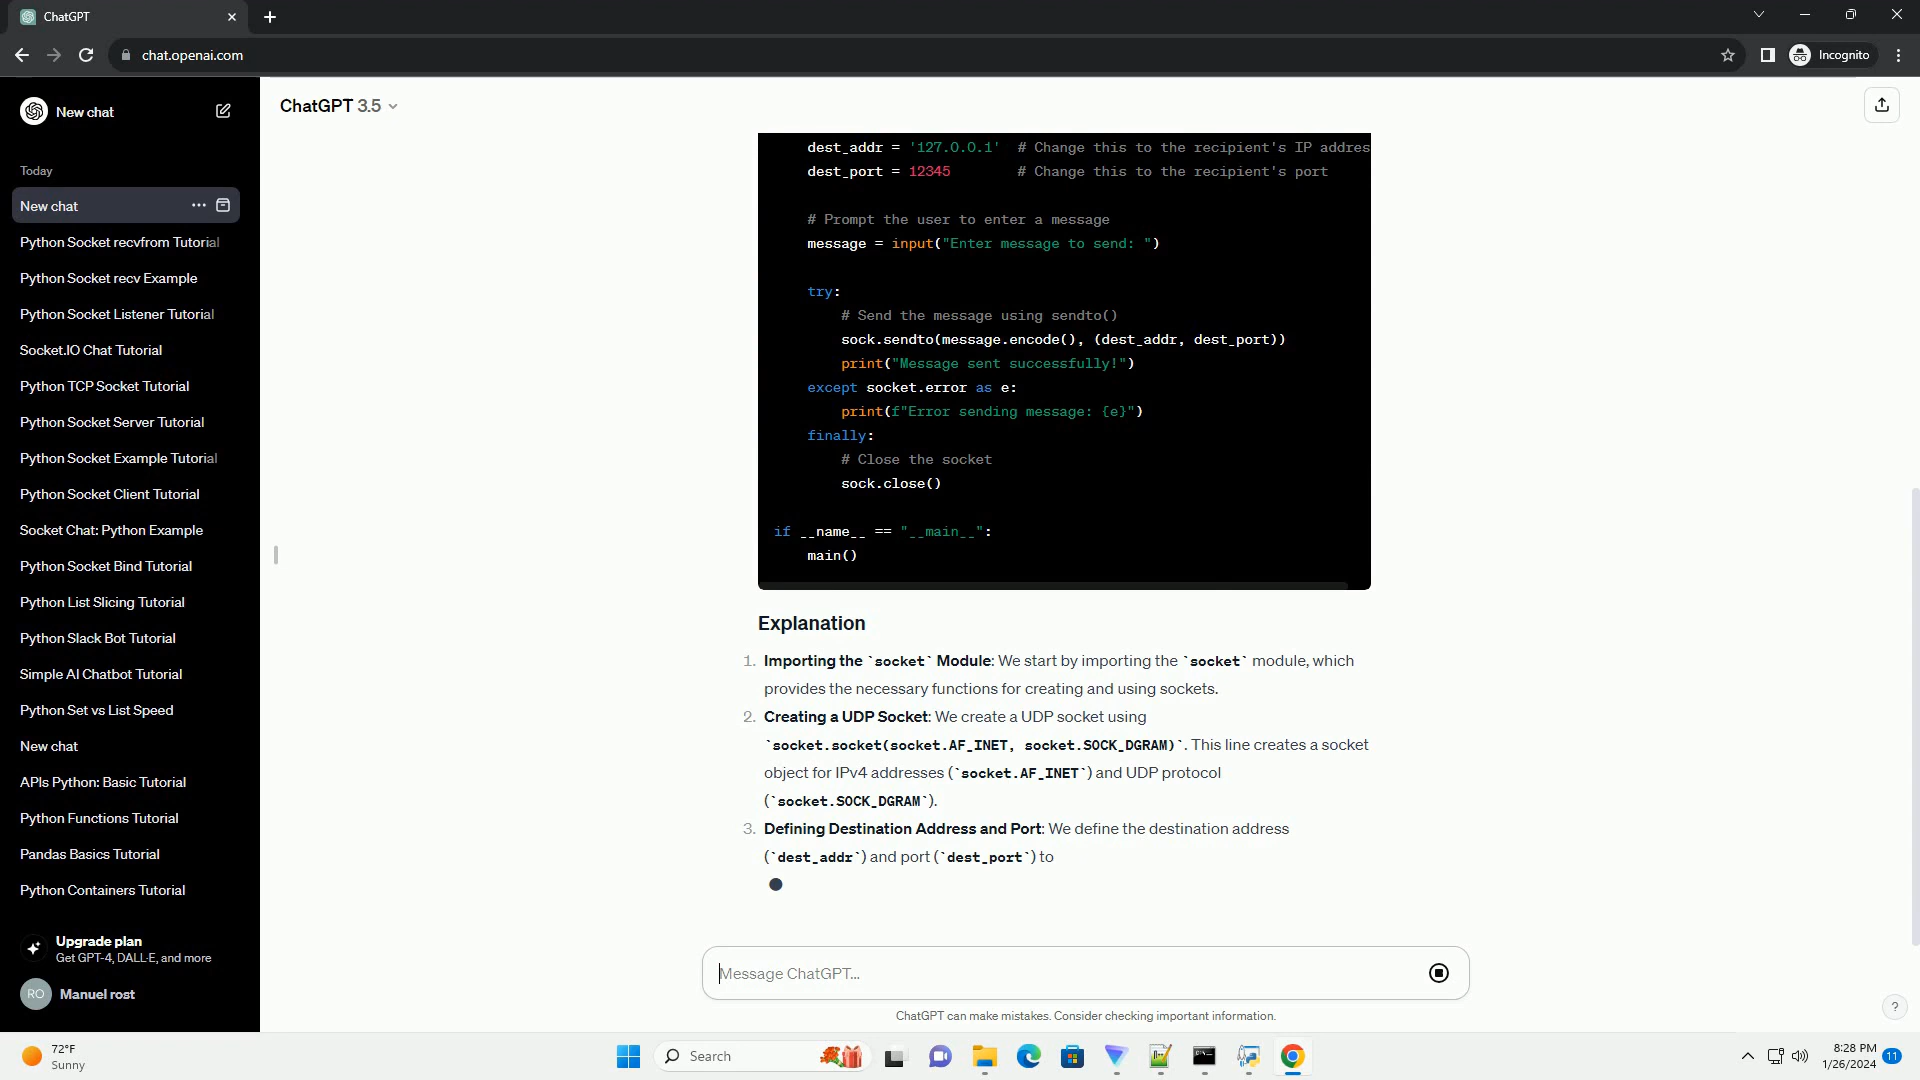 ChatGPT
chat.openai.com
Incognito
New chat
ChatGPT 3.5
Today
New chat
Python Socket recvfrom Tutorial
Python Socket recv Example
Python Socket Listener Tutorial
Socket.IO Chat Tutorial
Python TCP Socket Tutorial
Python Socket Server Tutorial
Python Socket Example Tutorial
Python Socket Client Tutorial
Socket Chat: Python Example
Python Socket Bind Tutorial
Python List Slicing Tutorial
Python Slack Bot Tutorial
Simple AI Chatbot Tutorial
Python Set vs List Speed
New chat
APIs Python: Basic Tutorial
Python Functions Tutorial
Pandas Basics Tutorial
Python Containers Tutorial
Upgrade plan
Get GPT-4, DALL·E, and more
RO Manuel rost
dest_addr = '127.0.0.1'  # Change this to the recipient's IP addres
dest_port = 12345        # Change this to the recipient's port
# Prompt the user to enter a message
message = input("Enter message to send: ")
try:
# Send the message using sendto()
sock.sendto(message.encode(), (dest_addr, dest_port))
print("Message sent successfully!")
except socket.error as e:
print(f"Error sending message: {e}")
finally:
# Close the socket
sock.close()
if __name__ == "__main__":
main()
Explanation
1. Importing the `socket` Module: We start by importing the `socket` module, which
provides the necessary functions for creating and using sockets.
2. Creating a UDP Socket: We create a UDP socket using
`socket.socket(socket.AF_INET, socket.SOCK_DGRAM)`. This line creates a socket
object for IPv4 addresses (`socket.AF_INET`) and UDP protocol
(`socket.SOCK_DGRAM`).
3. Defining Destination Address and Port: We define the destination address
(`dest_addr`) and port (`dest_port`) to
Message ChatGPT...
ChatGPT can make mistakes. Consider checking important information.
?
72°F
Sunny
Search
8:28 PM
1/26/2024
11